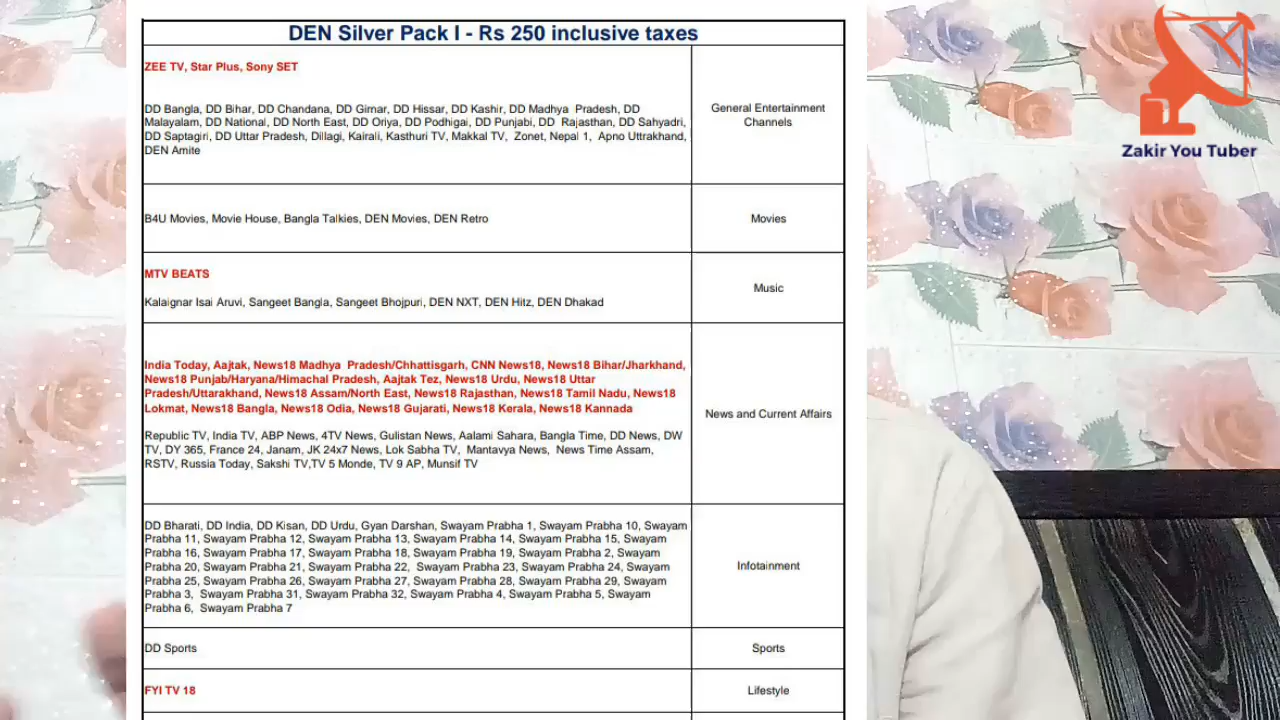 DEN Silver Pack I - Rs 250 inclusive taxes
ZEE TV, Star Plus, Sony SET
DD Bangla, DD Bihar, DD Chandana, DD Girnar, DD Hissar, DD Kashir, DD Madhya Pradesh, DD
Malayalam, DD National, DD North East, DD Oriya, DD Podhigai, DD Punjabi, DD Rajasthan, DD Sahyadri,
DD Saptagiri, DD Uttar Pradesh, Dillagi, Kairali, Kasthuri TV, Makkal TV, Zonet, Nepal 1, Apno Uttrakhand,
DEN Amite
General Entertainment
Channels
B4U Movies, Movie House, Bangla Talkies, DEN Movies, DEN Retro
Movies
MTV BEATS
Kalaignar Isai Aruvi, Sangeet Bangla, Sangeet Bhojpuri, DEN NXT, DEN Hitz, DEN Dhakad
Music
India Today, Aajtak, News18 Madhya Pradesh/Chhattisgarh, CNN News18, News18 Bihar/Jharkhand,
News18 Punjab/Haryana/Himachal Pradesh, Aajtak Tez, News18 Urdu, News18 Uttar
Pradesh/Uttarakhand, News18 Assam/North East, News18 Rajasthan, News18 Tamil Nadu, News18
Lokmat, News18 Bangla, News18 Odia, News18 Gujarati, News18 Kerala, News18 Kannada
Republic TV, India TV, ABP News, 4TV News, Gulistan News, Aalami Sahara, Bangla Time, DD News, DW
TV, DY 365, France 24, Janam, JK 24x7 News, Lok Sabha TV, Mantavya News, News Time Assam,
RSTV, Russia Today, Sakshi TV,TV 5 Monde, TV 9 AP, Munsif TV
News and Current Affairs
DD Bharati, DD India, DD Kisan, DD Urdu, Gyan Darshan, Swayam Prabha 1, Swayam Prabha 10, Swayam
Prabha 11, Swayam Prabha 12, Swayam Prabha 13, Swayam Prabha 14, Swayam Prabha 15, Swayam
Prabha 16, Swayam Prabha 17, Swayam Prabha 18, Swayam Prabha 19, Swayam Prabha 2, Swayam
Prabha 20, Swayam Prabha 21, Swayam Prabha 22, Swayam Prabha 23, Swayam Prabha 24, Swayam
Prabha 25, Swayam Prabha 26, Swayam Prabha 27, Swayam Prabha 28, Swayam Prabha 29, Swayam
Prabha 3, Swayam Prabha 31, Swayam Prabha 32, Swayam Prabha 4, Swayam Prabha 5, Swayam
Prabha 6, Swayam Prabha 7
Infotainment
DD Sports
Sports
FYI TV 18
Lifestyle
Zakir You Tuber